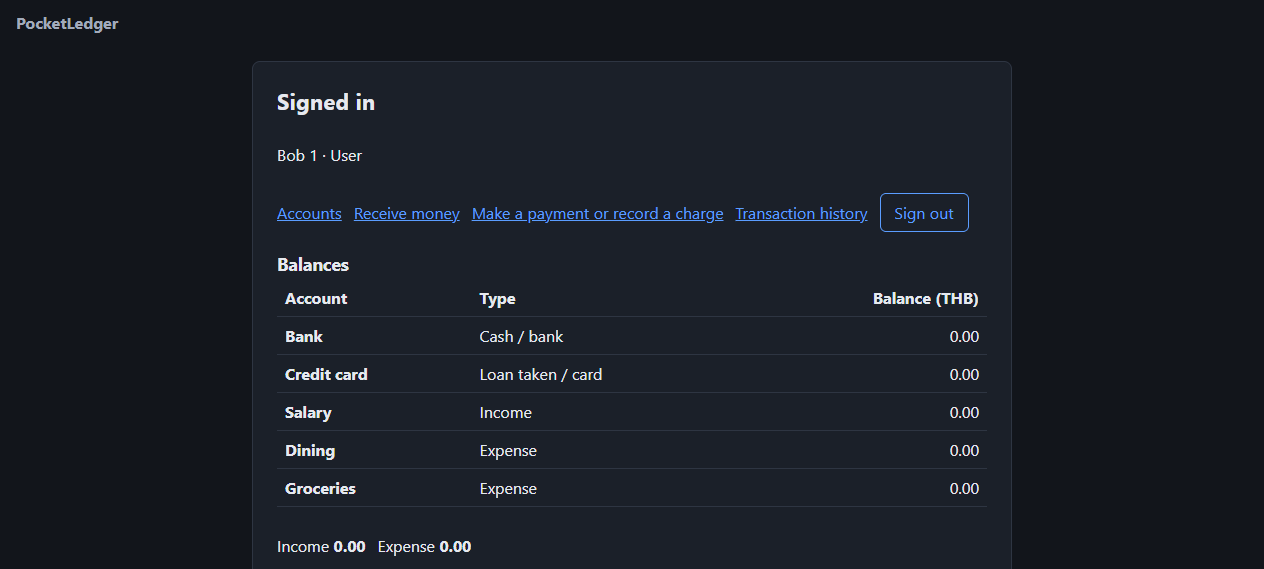 PocketLedger
Signed in
Bob 1 · User
Accounts Receive money Make a payment or record a charge Transaction history Sign out
Balances
Account Type Balance (THB)
Bank Cash / bank 0.00
Credit card Loan taken / card 0.00
Salary Income 0.00
Dining Expense 0.00
Groceries Expense 0.00
Income 0.00 Expense 0.00